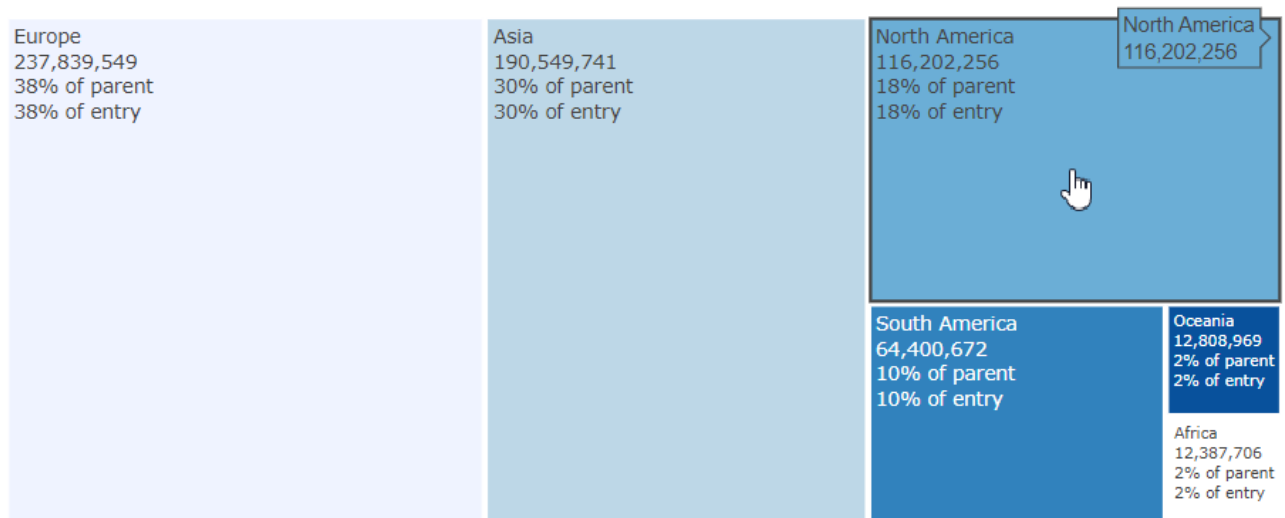 Europe
237,839,549
38% of parent
38% of entry
Asia
190,549,741
30% of parent
30% of entry
North America
116,202,256
18% of parent
18% of entry
North America
116,202,256
South America
64,400,672
10% of parent
10% of entry
Oceania
12,808,969
2% of parent
2% of entry
Africa
12,387,706
2% of parent
2% of entry